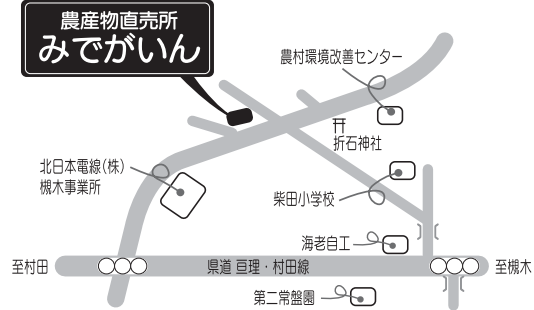 農産物直売所
みでがいん
農村環境改善センター
折石神社
北日本電線(株)
槻木事業所
柴田小学校
海老自工
至村田
県道 亘理・村田線
至槻木
第二常盤園